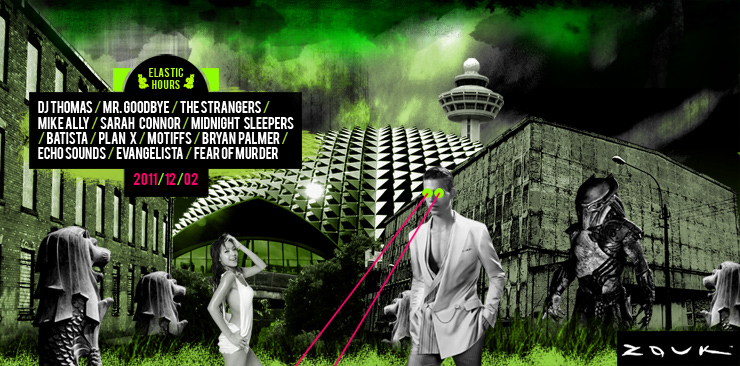 ELASTIC
HOURS
DJ THOMAS / MR. GOODBYE / THE STRANGERS /
MIKE ALLY / SARAH CONNOR / MIDNIGHT SLEEPERS
/ BATISTA / PLAN X / MOTIFFS / BRYAN PALMER /
ECHO SOUNDS / EVANGELISTA / FEAR OF MURDER
2011/12/02
ZOUK